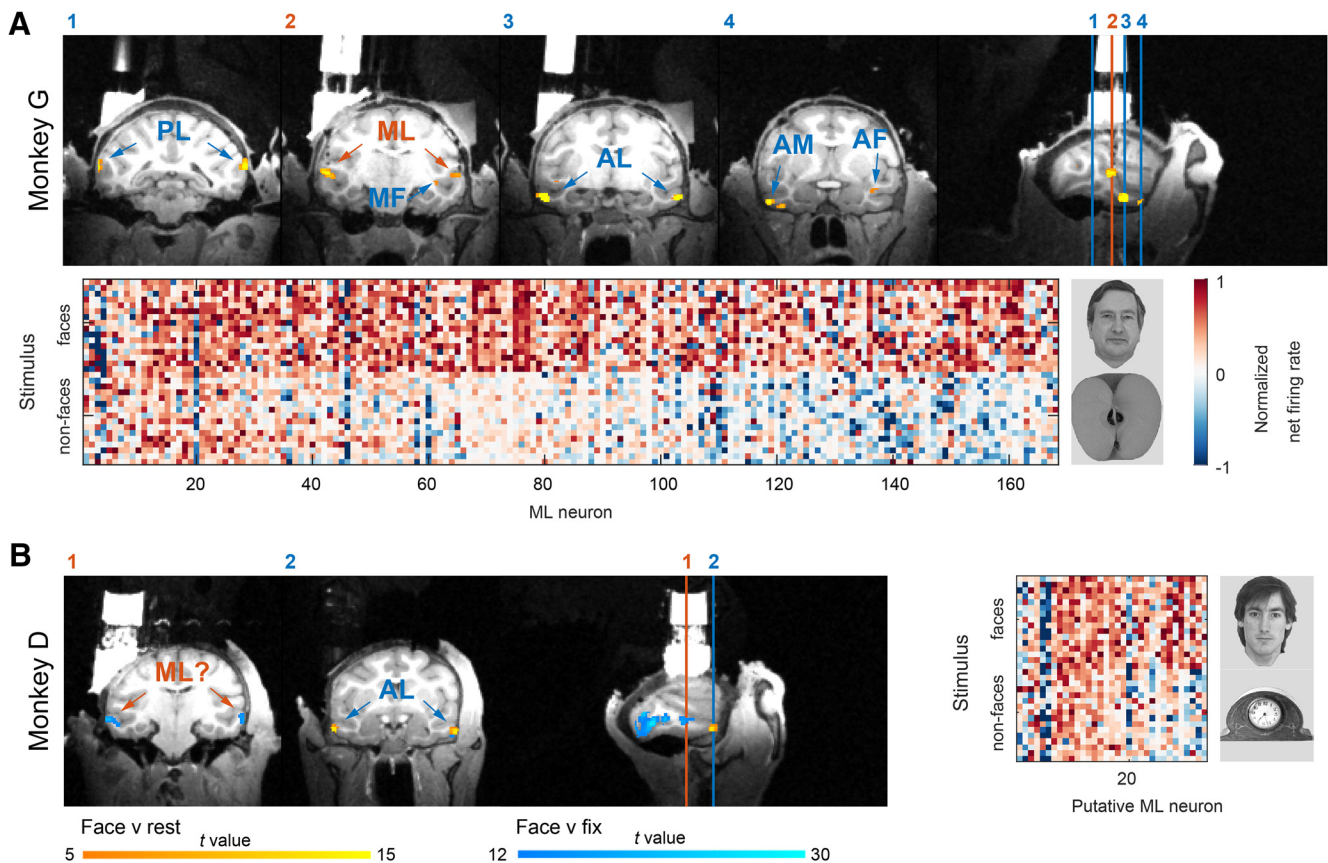 A
Monkey G
1 2 3 4 1 2 3 4
PL
ML
MF
AL
AM
AF
Stimulus
faces
non-faces
20 40 60 80 100 120 140 160
ML neuron
1
0
-1
Normalized
net firing rate
B
Monkey D
1 2 1 2
ML?
AL
Face v rest
t value
5 15
Face v fix
t value
12 30
Stimulus
faces
non-faces
20
Putative ML neuron